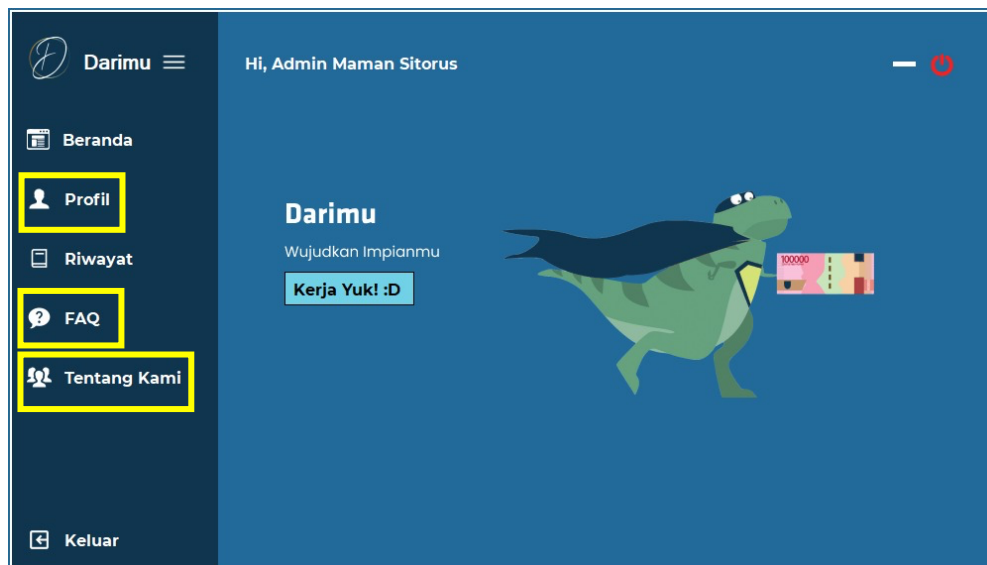 Darimu
Hi, Admin Maman Sitorus
Beranda
Profil
Riwayat
FAQ
Tentang Kami
Keluar
Darimu
Wujudkan Impianmu
Kerja Yuk! :D
100000